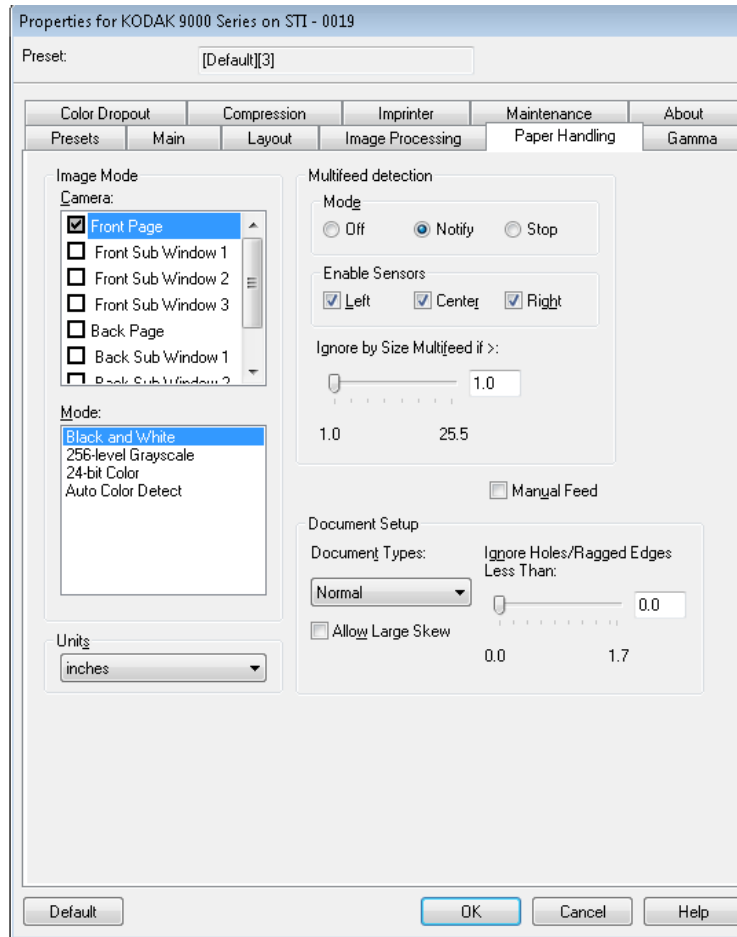 Properties for KODAK 9000 Series on STI - 0019
Preset: [Default][3]
Color Dropout Compression Imprinter Maintenance About
Presets Main Layout Image Processing Paper Handling Gamma
Image Mode
Camera:
Front Page
Front Sub Window 1
Front Sub Window 2
Front Sub Window 3
Back Page
Back Sub Window 1
Back Sub Window 2
Mode:
Black and White
256-level Grayscale
24-bit Color
Auto Color Detect
Units
inches
Multifeed detection
Mode
Off Notify Stop
Enable Sensors
Left Center Right
Ignore by Size Multifeed if >:
1.0
1.0 25.5
Manual Feed
Document Setup
Document Types:
Normal
Allow Large Skew
Ignore Holes/Ragged Edges
Less Than:
0.0
0.0 1.7
Default OK Cancel Help